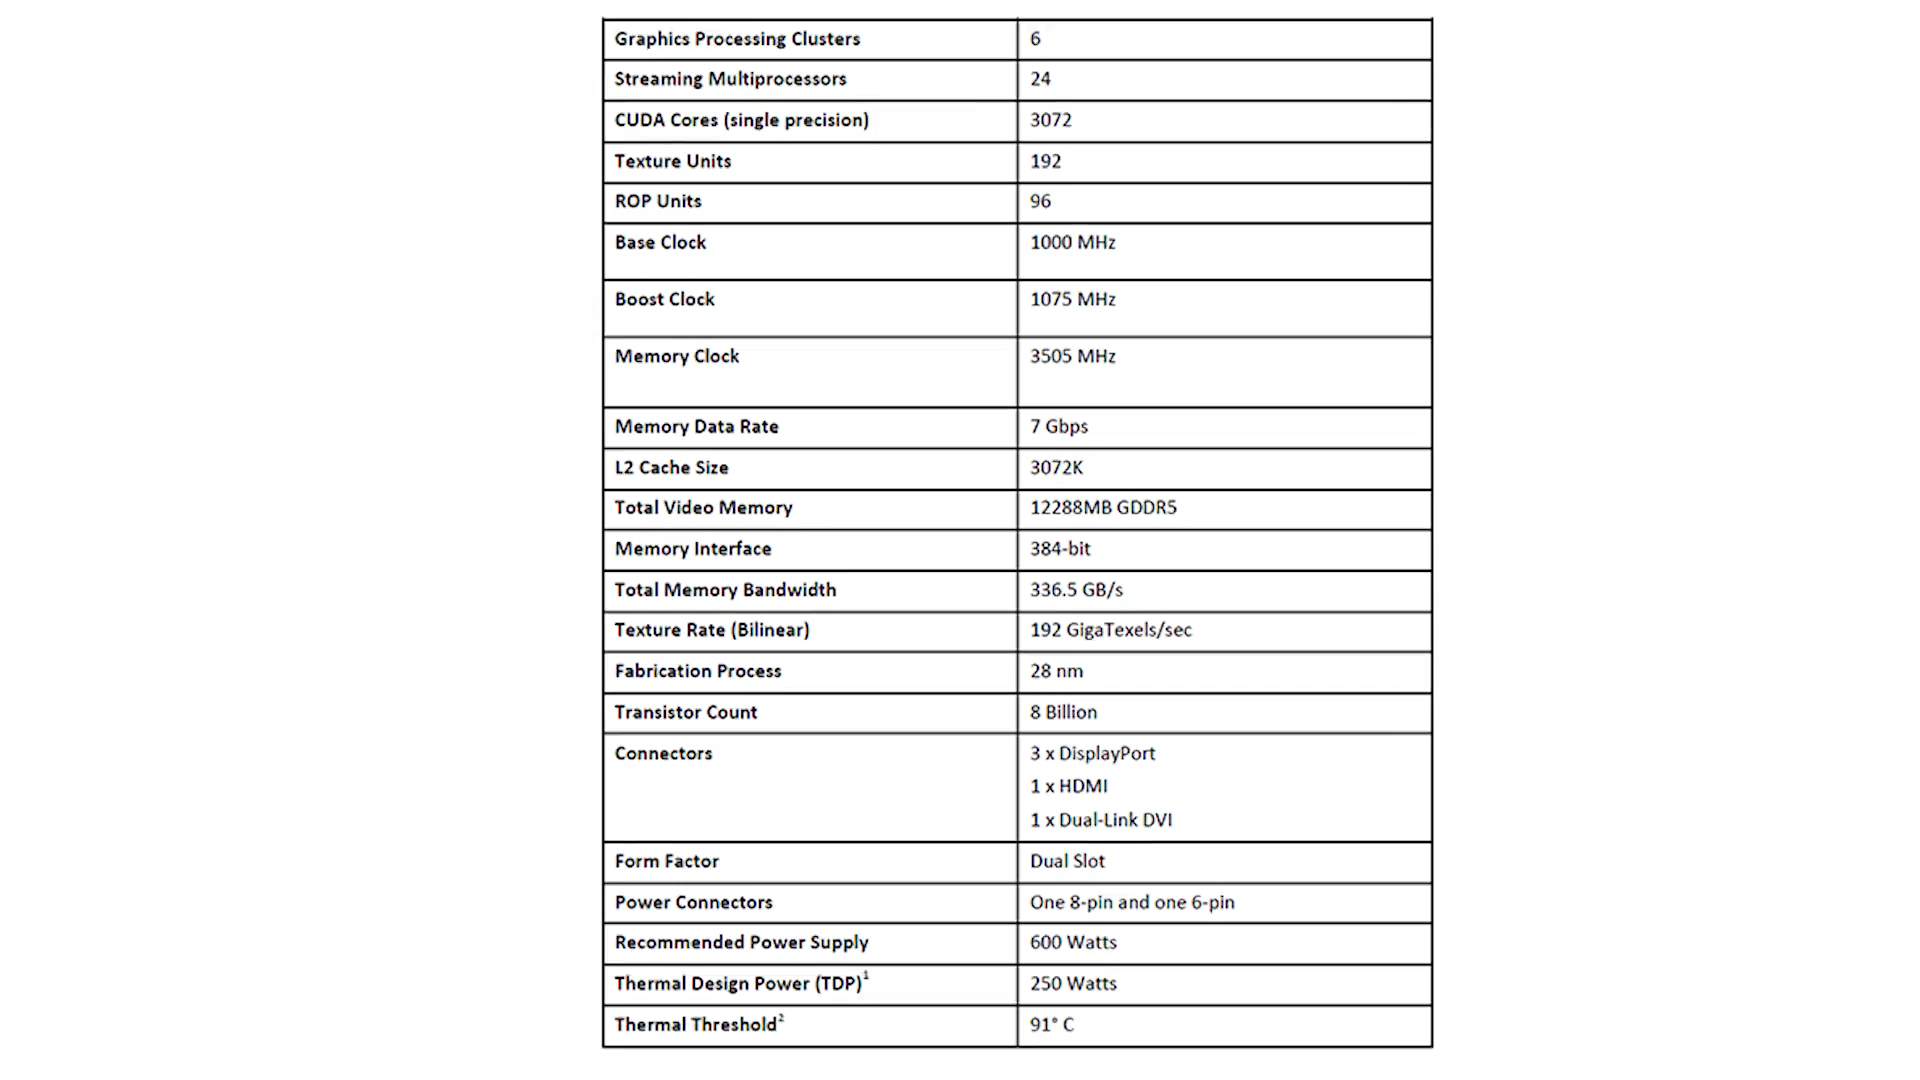 Graphics Processing Clusters 6
Streaming Multiprocessors 24
CUDA Cores (single precision) 3072
Texture Units 192
ROP Units 96
Base Clock 1000 MHz
Boost Clock 1075 MHz
Memory Clock 3505 MHz
Memory Data Rate 7 Gbps
L2 Cache Size 3072K
Total Video Memory 12288MB GDDR5
Memory Interface 384-bit
Total Memory Bandwidth 336.5 GB/s
Texture Rate (Bilinear) 192 GigaTexels/sec
Fabrication Process 28 nm
Transistor Count 8 Billion
Connectors 3 x DisplayPort
1 x HDMI
1 x Dual-Link DVI
Form Factor Dual Slot
Power Connectors One 8-pin and one 6-pin
Recommended Power Supply 600 Watts
Thermal Design Power (TDP)¹ 250 Watts
Thermal Threshold² 91° C